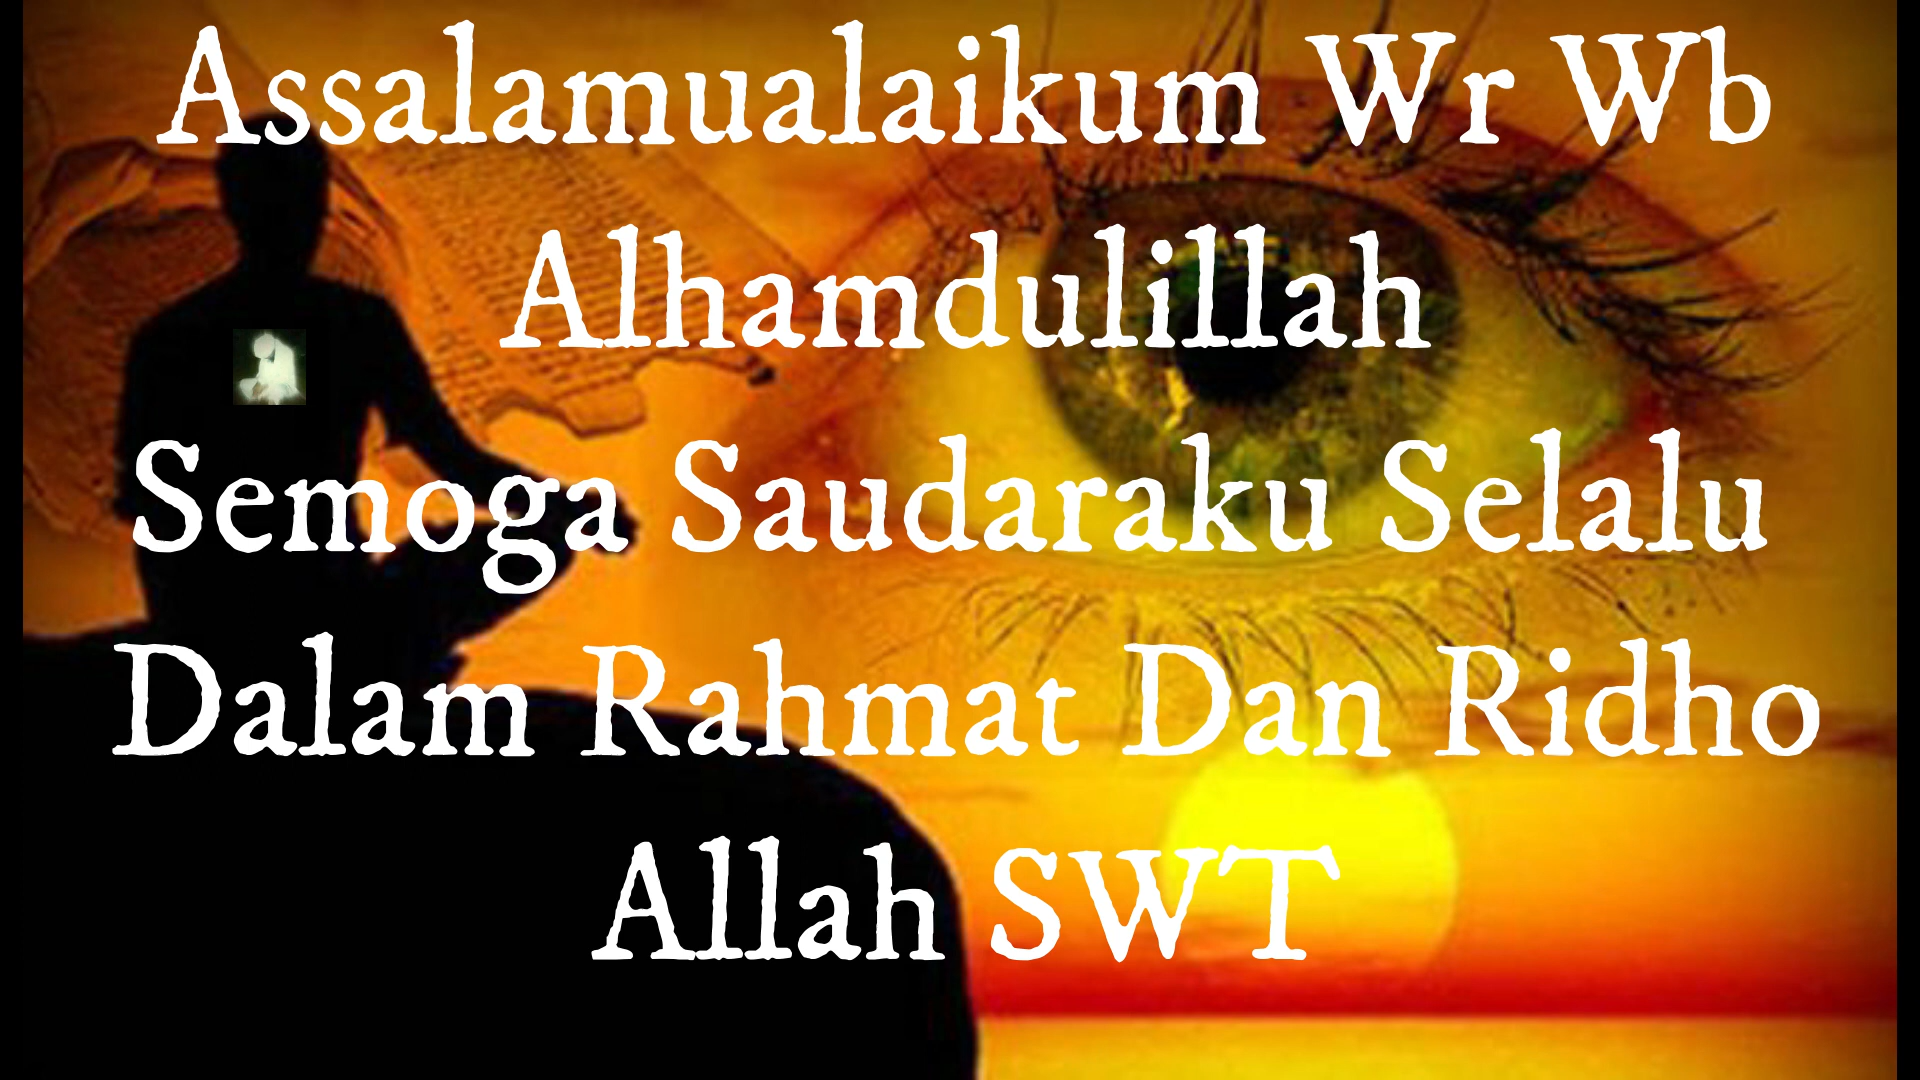 Assalamualaikum Wr Wb
Alhamdulillah
Semoga Saudaraku Selalu
Dalam Rahmat Dan Ridho
Allah SWT